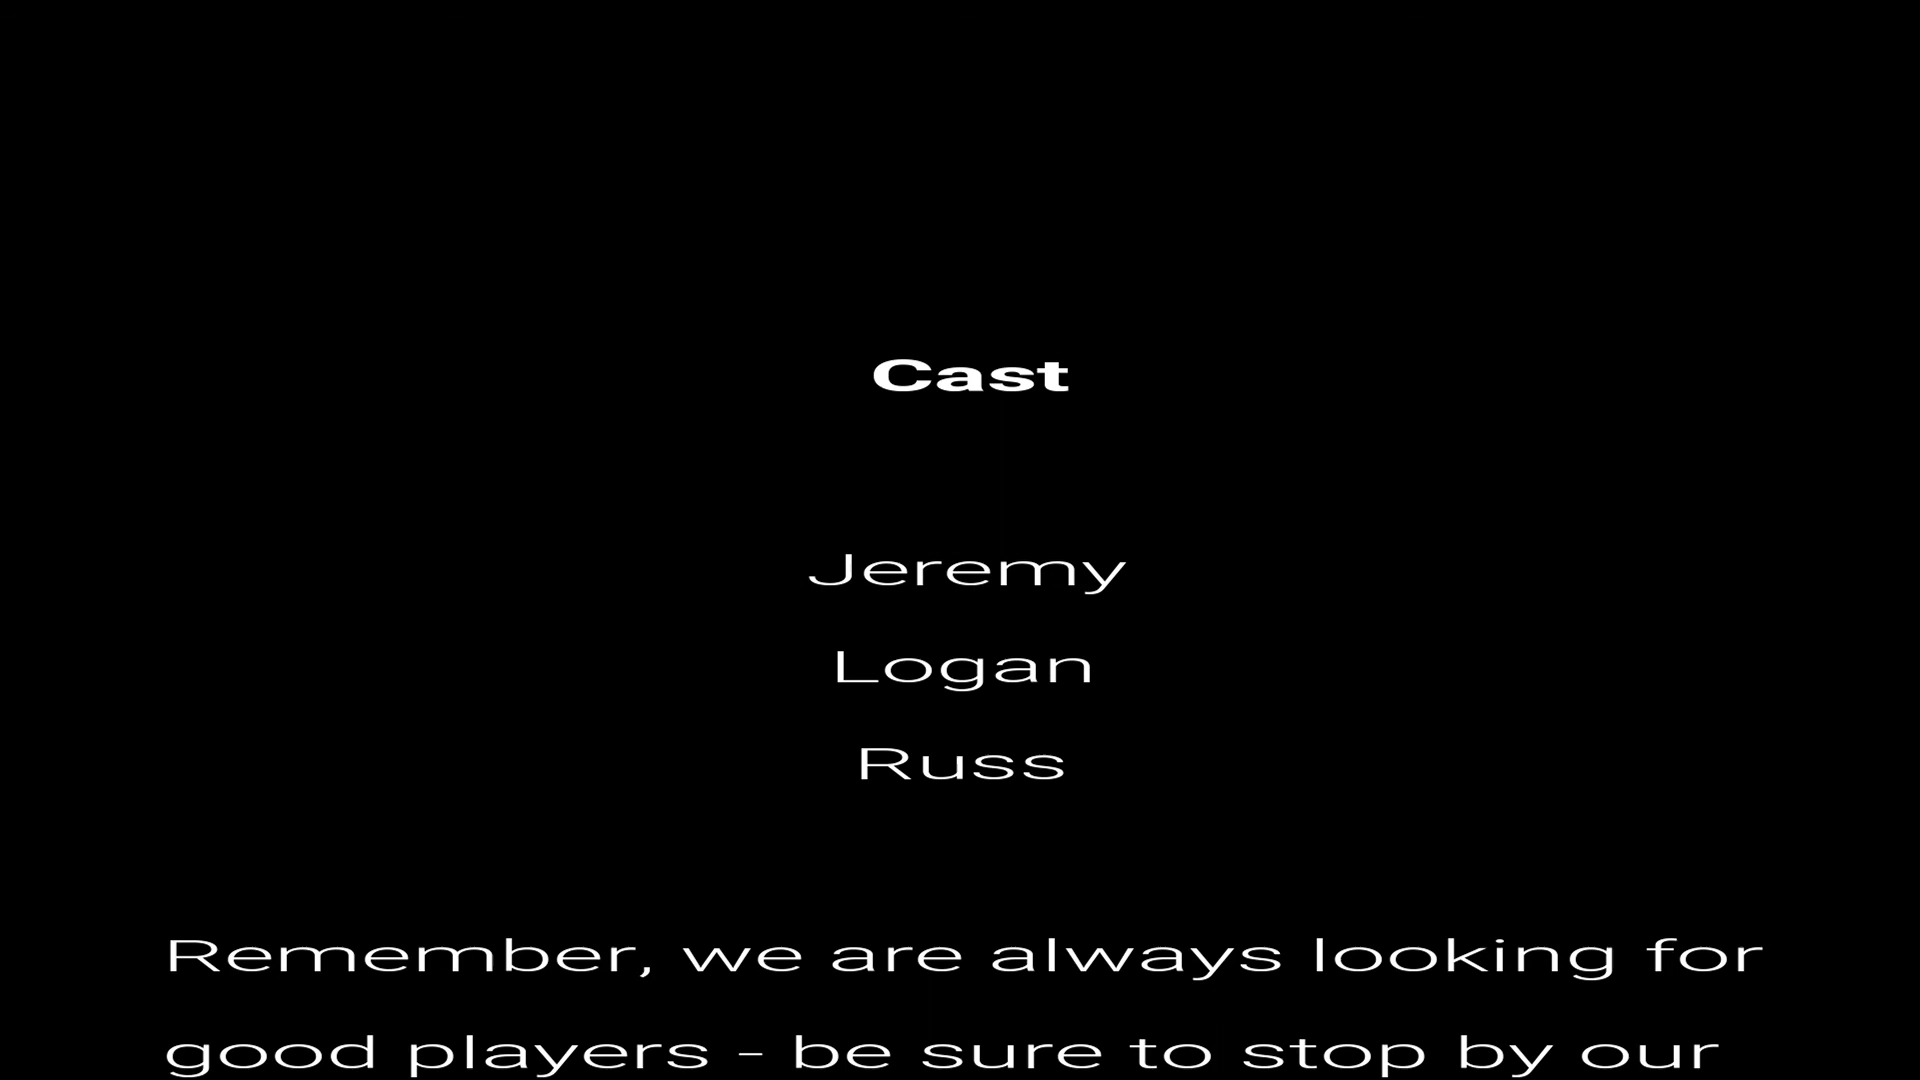 Cast
Jeremy
Logan
Russ
Remember, we are always looking for
good players - be sure to stop by our